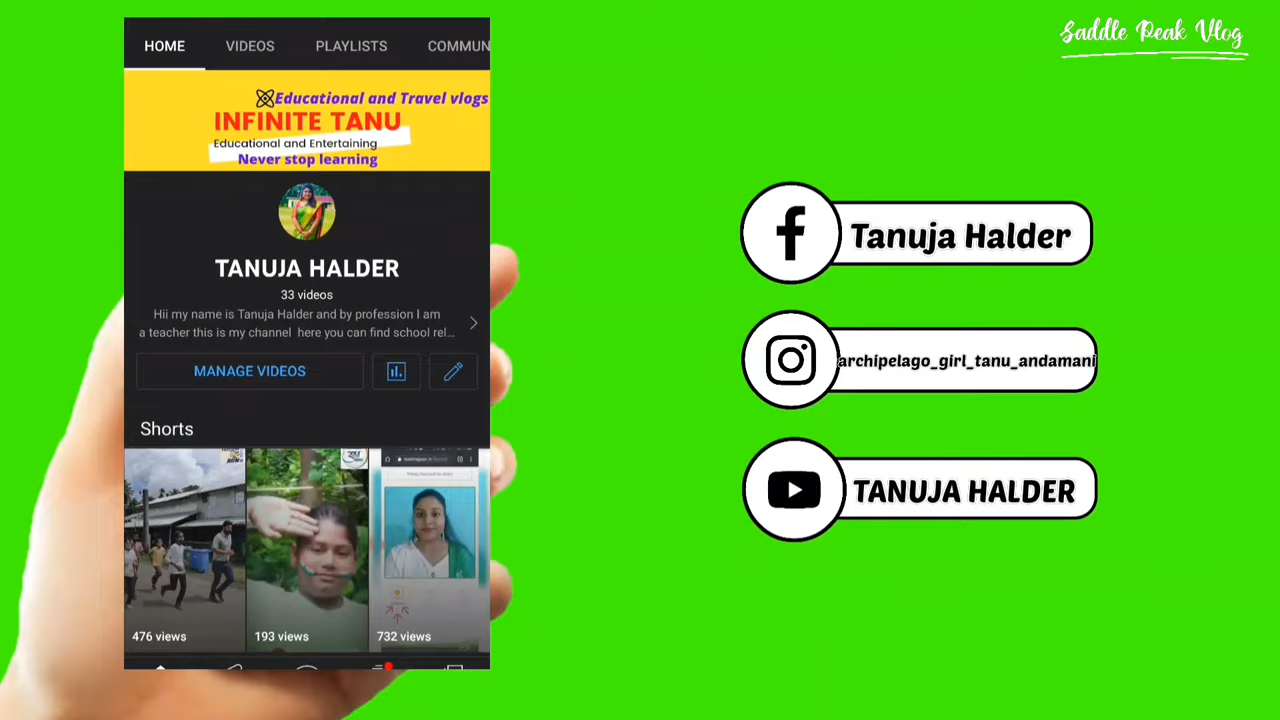 Saddle Peak Vlog
HOME VIDEOS PLAYLISTS COMMUN
Educational and Travel vlogs
INFINITE TANU
Educational and Entertaining
Never stop learning
TANUJA HALDER
33 videos
Hii my name is Tanuja Halder and by profession I am
a teacher this is my channel here you can find school rel...
MANAGE VIDEOS
Shorts
476 views
193 views
732 views
Tanuja Halder
archipelago_girl_tanu_andamani
TANUJA HALDER